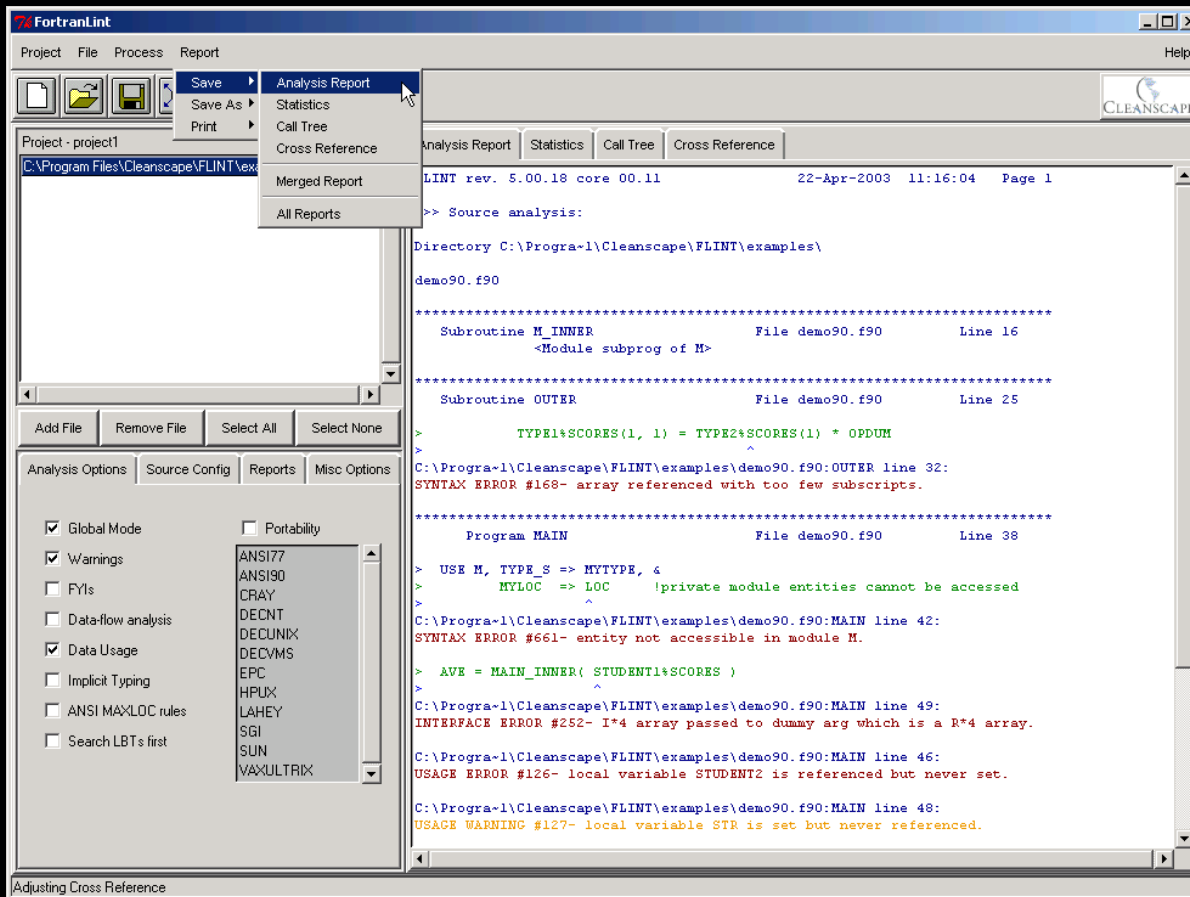 FortranLint
Project File Process Report Help
Save
Save As
Print
Analysis Report
Statistics
Call Tree
Cross Reference
Merged Report
All Reports
CLEANSCAPE
Project - project1
C:\Program Files\Cleanscape\FLINT\exa
Add File Remove File Select All Select None
Analysis Options Source Config Reports Misc Options
Global Mode
Warnings
FYIs
Data-flow analysis
Data Usage
Implicit Typing
ANSI MAXLOC rules
Search LBTs first
Portability
ANSI77
ANSI90
CRAY
DECNT
DECUNIX
DECVMS
EPC
HPUX
LAHEY
SGI
SUN
VAXULTRIX
Analysis Report Statistics Call Tree Cross Reference
LINT rev. 5.00.18 core 00.11 22-Apr-2003 11:16:04 Page 1
>> Source analysis:
Directory C:\Progra~1\Cleanscape\FLINT\examples\
demo90.f90
***************************************************************************
Subroutine M_INNER File demo90.f90 Line 16
<Module subprog of M>
***************************************************************************
Subroutine OUTER File demo90.f90 Line 25
> TYPE1%SCORES(1, 1) = TYPE2%SCORES(1) * OPDUM
> ^
C:\Progra~1\Cleanscape\FLINT\examples\demo90.f90:OUTER line 32:
SYNTAX ERROR #168- array referenced with too few subscripts.
***************************************************************************
Program MAIN File demo90.f90 Line 38
> USE M, TYPE_S => MYTYPE, &
> MYLOC => LOC !private module entities cannot be accessed
> ^
C:\Progra~1\Cleanscape\FLINT\examples\demo90.f90:MAIN line 42:
SYNTAX ERROR #661- entity not accessible in module M.
> AVE = MAIN_INNER( STUDENT1%SCORES )
> ^
C:\Progra~1\Cleanscape\FLINT\examples\demo90.f90:MAIN line 49:
INTERFACE ERROR #252- I*4 array passed to dummy arg which is a R*4 array.
C:\Progra~1\Cleanscape\FLINT\examples\demo90.f90:MAIN line 46:
USAGE ERROR #126- local variable STUDENT2 is referenced but never set.
C:\Progra~1\Cleanscape\FLINT\examples\demo90.f90:MAIN line 48:
USAGE WARNING #127- local variable STR is set but never referenced.
Adjusting Cross Reference